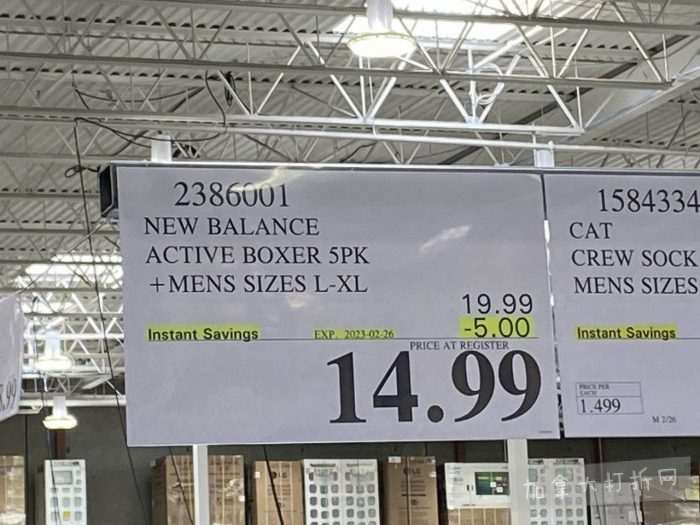 2386001
NEW BALANCE
ACTIVE BOXER 5PK
+MENS SIZES L-XL
19.99
Instant Savings EXP. 2023-02-26 -5.00
PRICE AT REGISTER
14.99
1584334
CAT
CREW SOCK
MENS SIZES
Instant Savings
PRICE PER
EACH
1.499
M 2/26
加拿大打折网